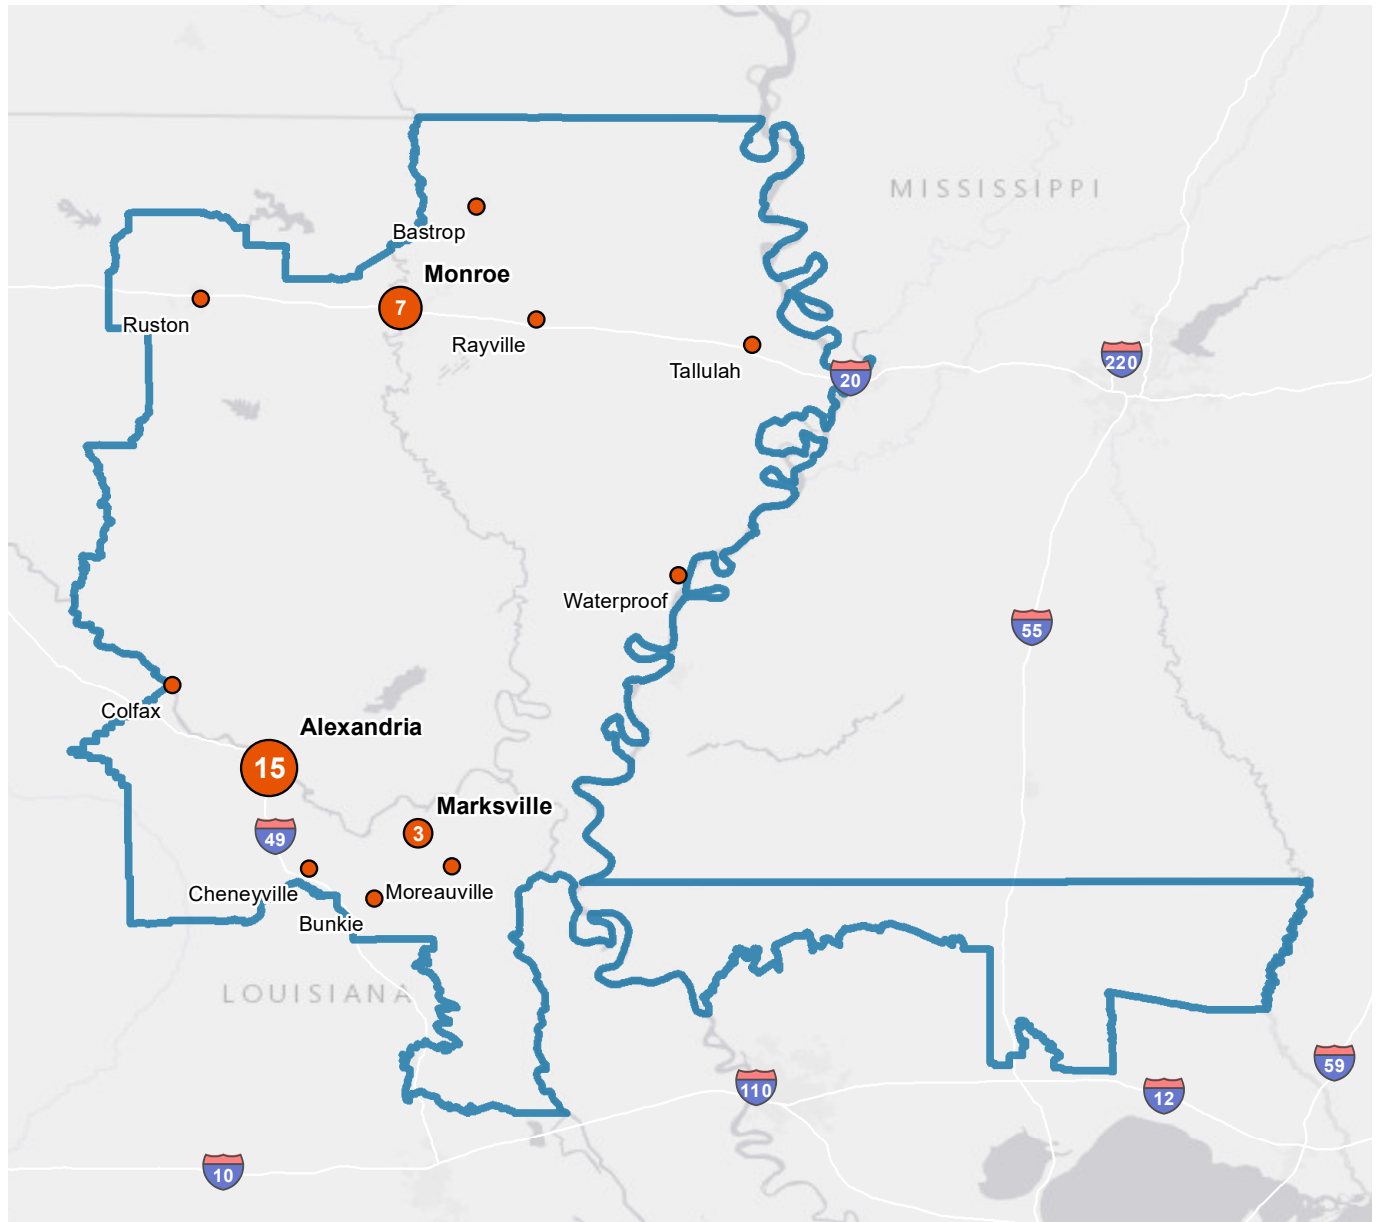 MISSISSIPPI
Bastrop
Monroe
7
Ruston
Rayville
Tallulah
20
220
Waterproof
55
Colfax
Alexandria
15
Marksville
3
49
Cheneyville
Moreauville
Bunkie
LOUISIANA
59
110
12
10